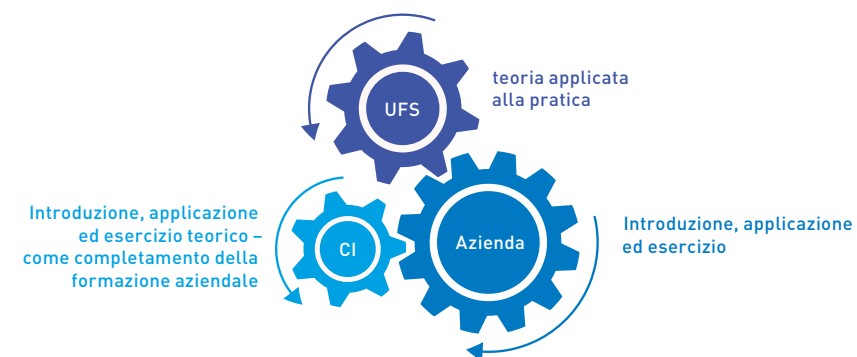 UFS
teoria applicata
alla pratica
Introduzione, applicazione
ed esercizio teorico –
come completamento della
formazione aziendale
CI
Azienda
Introduzione, applicazione
ed esercizio